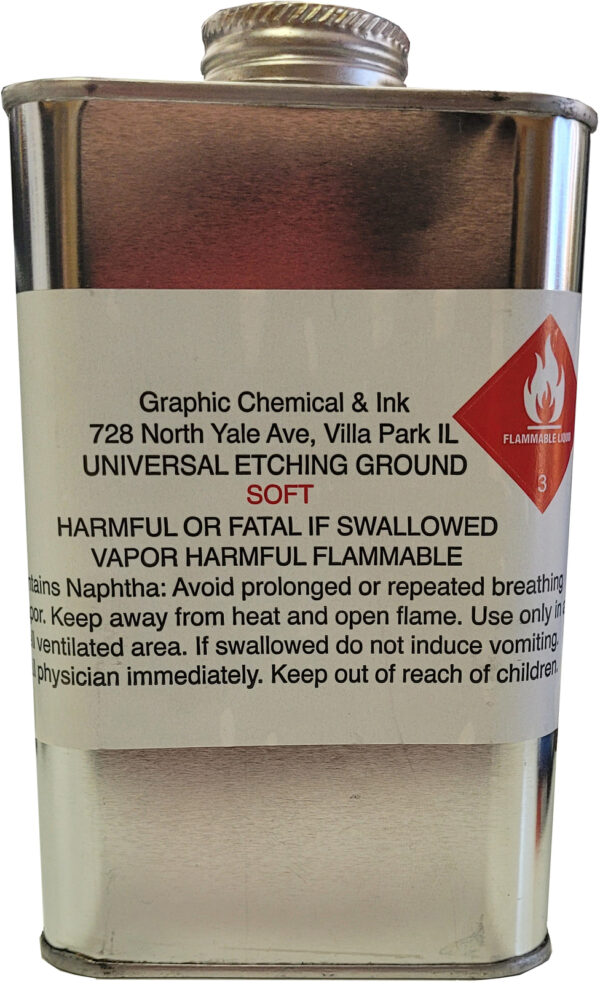 Graphic Chemical & Ink
728 North Yale Ave, Villa Park IL
UNIVERSAL ETCHING GROUND
SOFT
FLAMMABLE LIQUID
3
HARMFUL OR FATAL IF SWALLOWED
VAPOR HARMFUL FLAMMABLE
ntains Naphtha: Avoid prolonged or repeated breathing
por. Keep away from heat and open flame. Use only in a
ventilated area. If swallowed do not induce vomiting.
physician immediately. Keep out of reach of children.